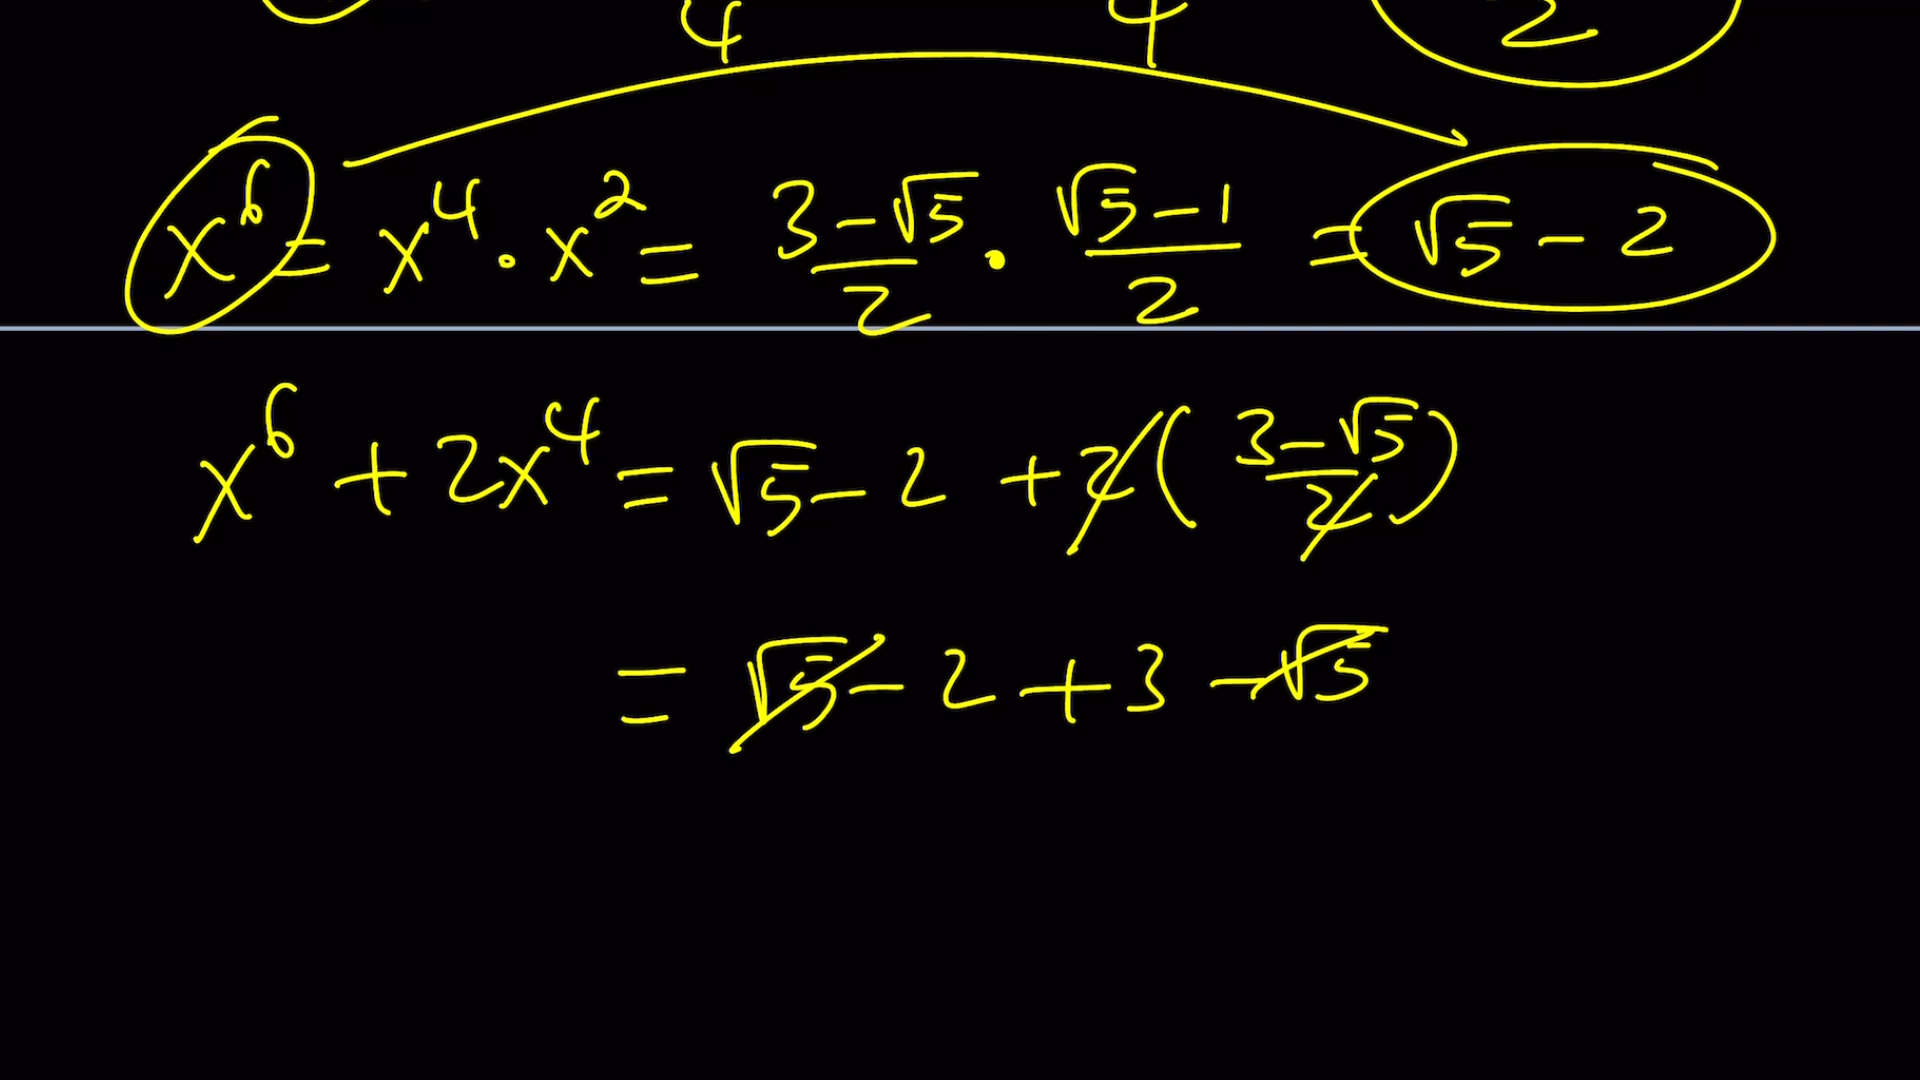 4 4 2
x⁶ = x⁴ · x² = (3-√5)/2 · (√5-1)/2 = √5 - 2
x⁶ + 2x⁴ = √5 - 2 + 2((3-√5)/2)
= √5 - 2 + 3 - √5